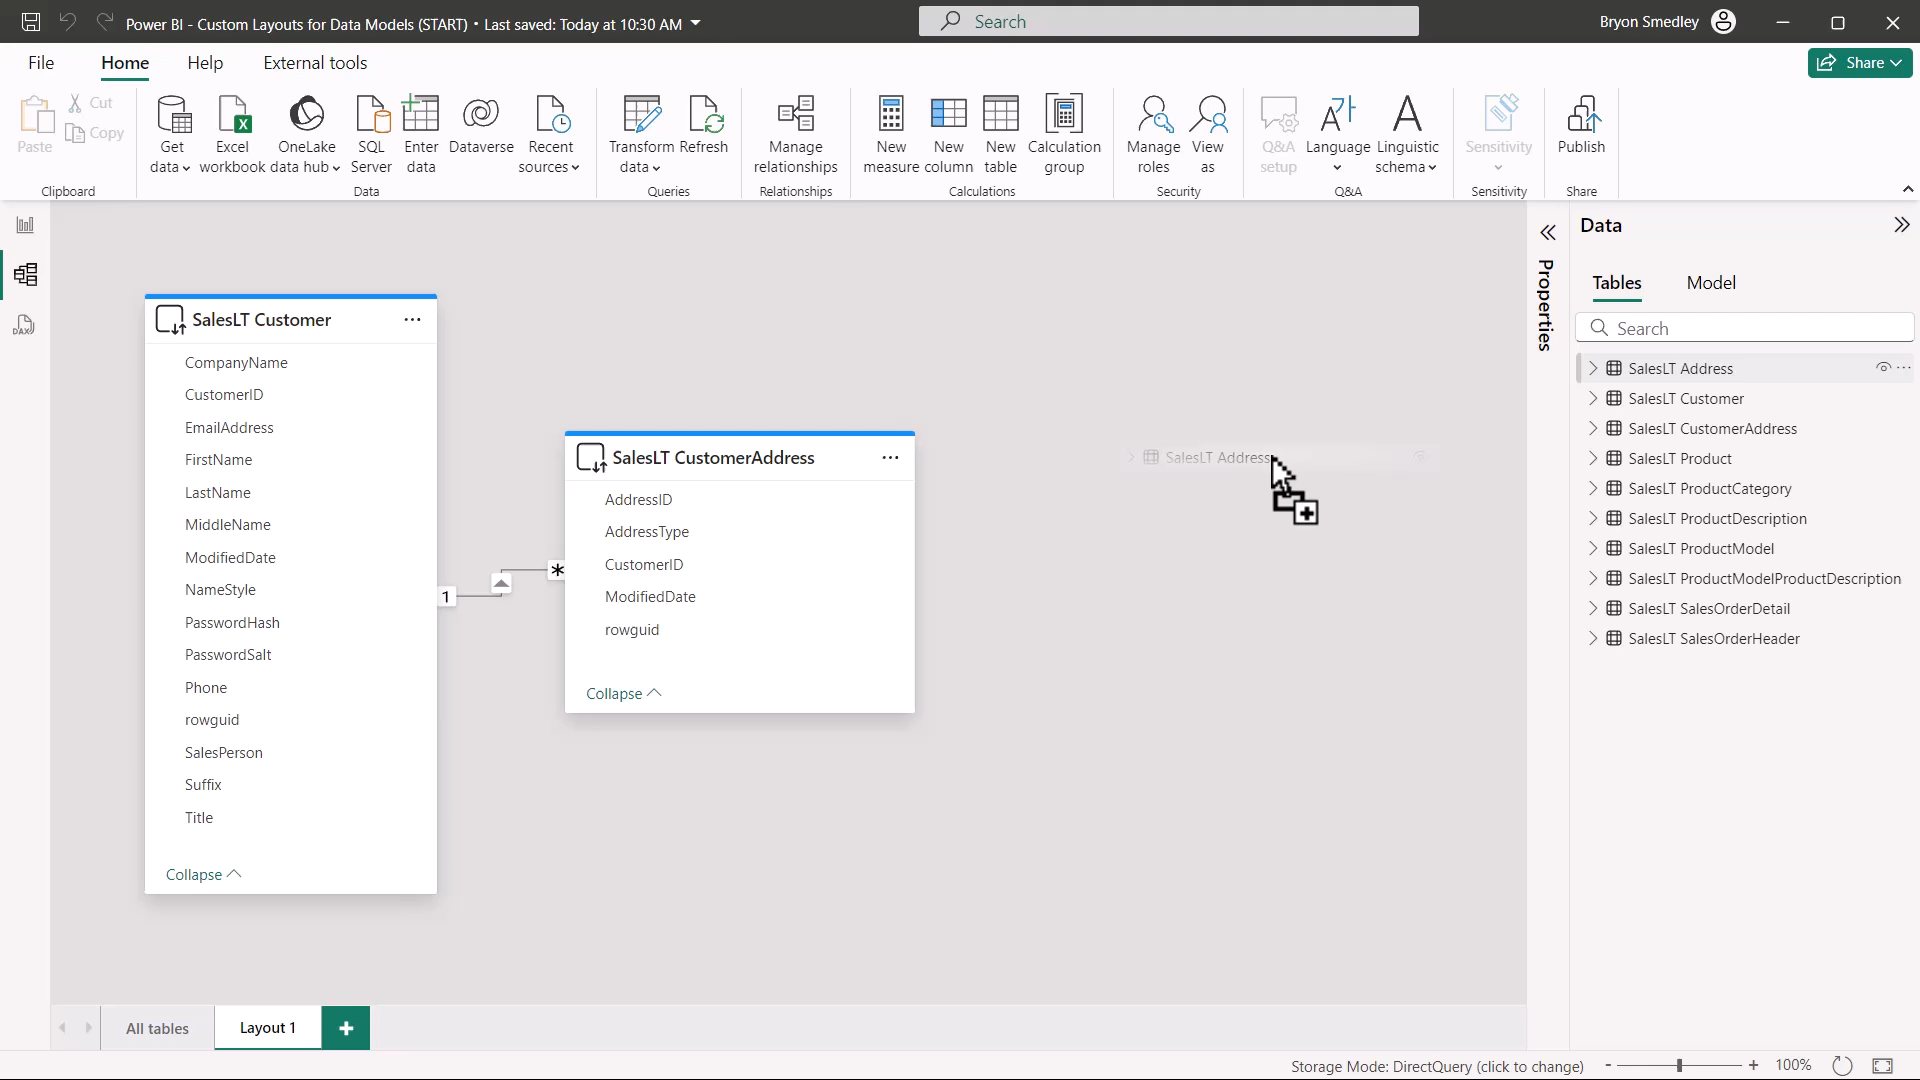 Power BI - Custom Layouts for Data Models (START) • Last saved: Today at 10:30 AM
Search
Bryon Smedley
File
Home
Help
External tools
Share
Paste
Cut
Copy
Clipboard
Get
data
Excel
workbook
OneLake
data hub
SQL
Server
Enter
data
Dataverse
Recent
sources
Data
Transform
data
Refresh
Queries
Manage
relationships
Relationships
New
measure
New
column
New
table
Calculation
group
Calculations
Manage
roles
View
as
Security
Q&A
setup
Language
Linguistic
schema
Q&A
Sensitivity
Sensitivity
Publish
Share
DAX
SalesLT Customer
CompanyName
CustomerID
EmailAddress
FirstName
LastName
MiddleName
ModifiedDate
NameStyle
PasswordHash
PasswordSalt
Phone
rowguid
SalesPerson
Suffix
Title
Collapse
1
*
SalesLT CustomerAddress
AddressID
AddressType
CustomerID
ModifiedDate
rowguid
Collapse
SalesLT Address
Properties
Data
Tables
Model
Search
SalesLT Address
SalesLT Customer
SalesLT CustomerAddress
SalesLT Product
SalesLT ProductCategory
SalesLT ProductDescription
SalesLT ProductModel
SalesLT ProductModelProductDescription
SalesLT SalesOrderDetail
SalesLT SalesOrderHeader
All tables
Layout 1
Storage Mode: DirectQuery (click to change)
100%